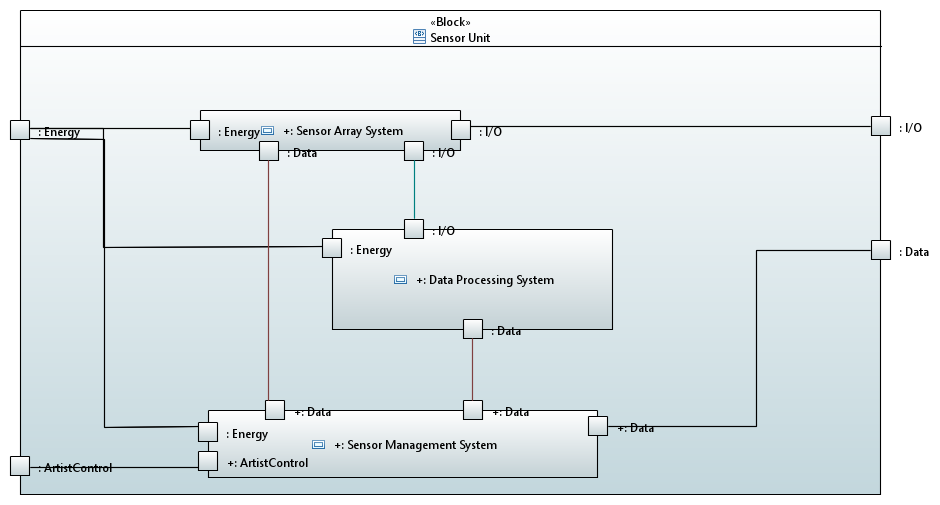 «Block»
Sensor Unit
: Energy
: Energy
+: Sensor Array System
: I/O
: I/O
: Data
: I/O
: I/O
: Energy
: Data
+: Data Processing System
: Data
+: Data
+: Data
: Energy
+: Sensor Management System
+: Data
: ArtistControl
+: ArtistControl